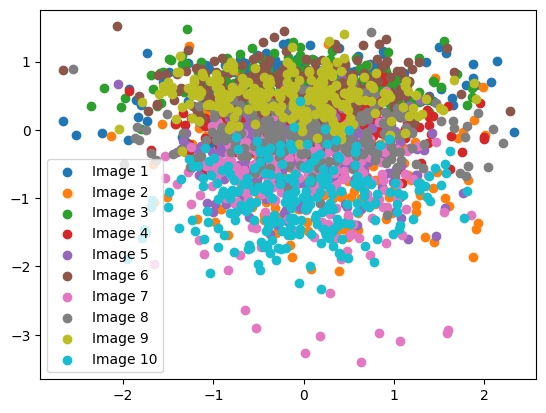 1
0
−1
−2
−3
Image 1
Image 2
Image 3
Image 4
Image 5
Image 6
Image 7
Image 8
Image 9
Image 10
−2
−1
0
1
2